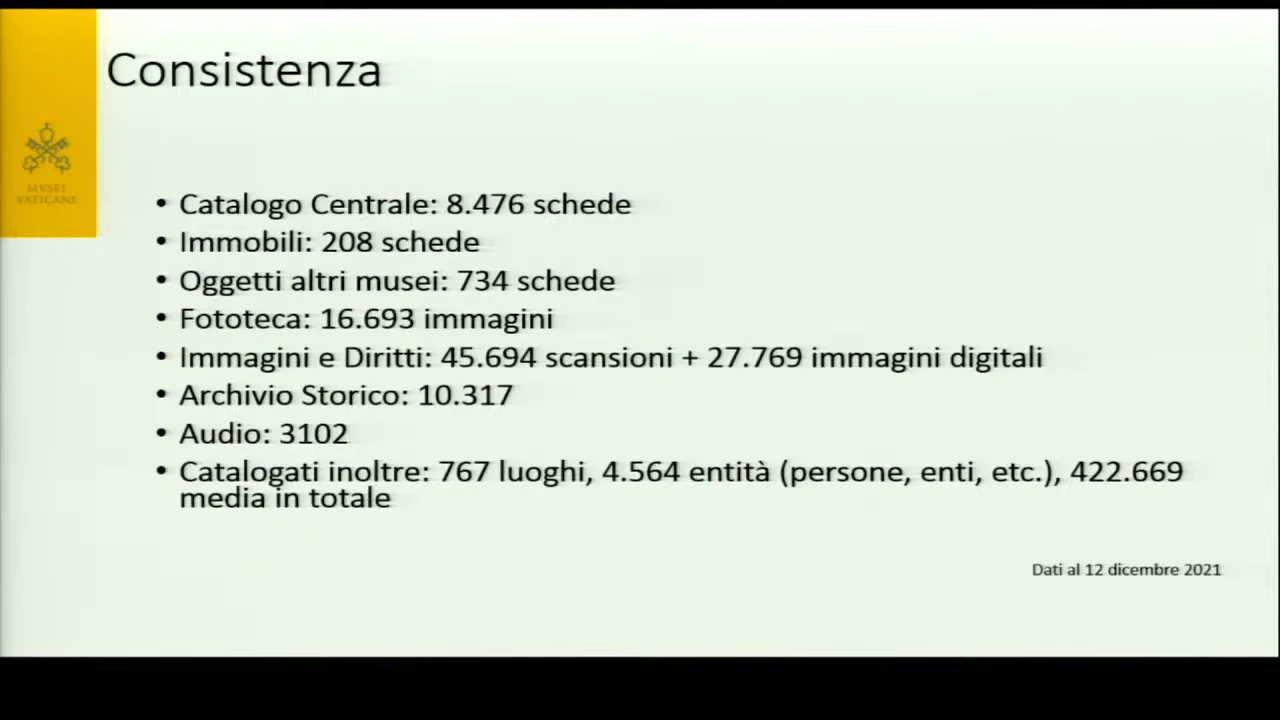 Consistenza
MVSEI
VATICANI
• Catalogo Centrale: 8.476 schede
• Immobili: 208 schede
• Oggetti altri musei: 734 schede
• Fototeca: 16.693 immagini
• Immagini e Diritti: 45.694 scansioni + 27.769 immagini digitali
• Archivio Storico: 10.317
• Audio: 3102
• Catalogati inoltre: 767 luoghi, 4.564 entità (persone, enti, etc.), 422.669
media in totale
Dati al 12 dicembre 2021